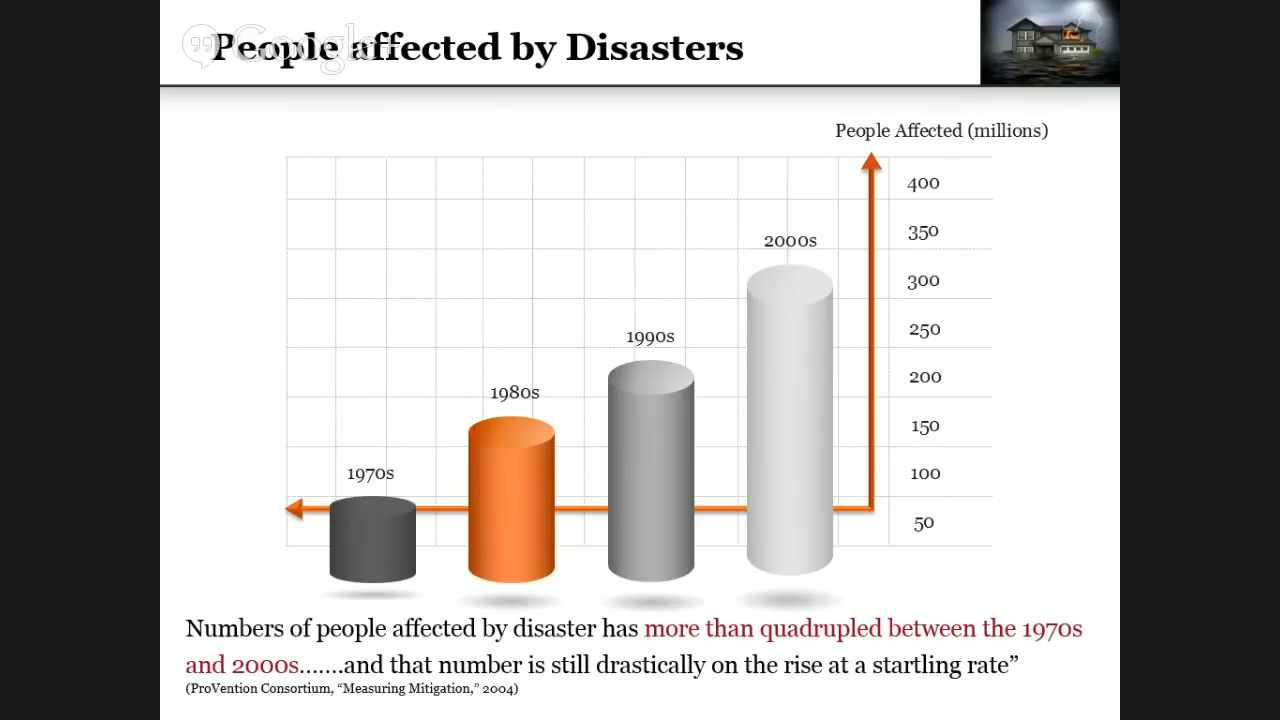 People affected by Disasters
Google+
People Affected (millions)
400
350
2000s
300
250
1990s
200
1980s
150
1970s
100
50
Numbers of people affected by disaster has more than quadrupled between the 1970s
and 2000s.......and that number is still drastically on the rise at a startling rate”
(ProVention Consortium, “Measuring Mitigation,” 2004)